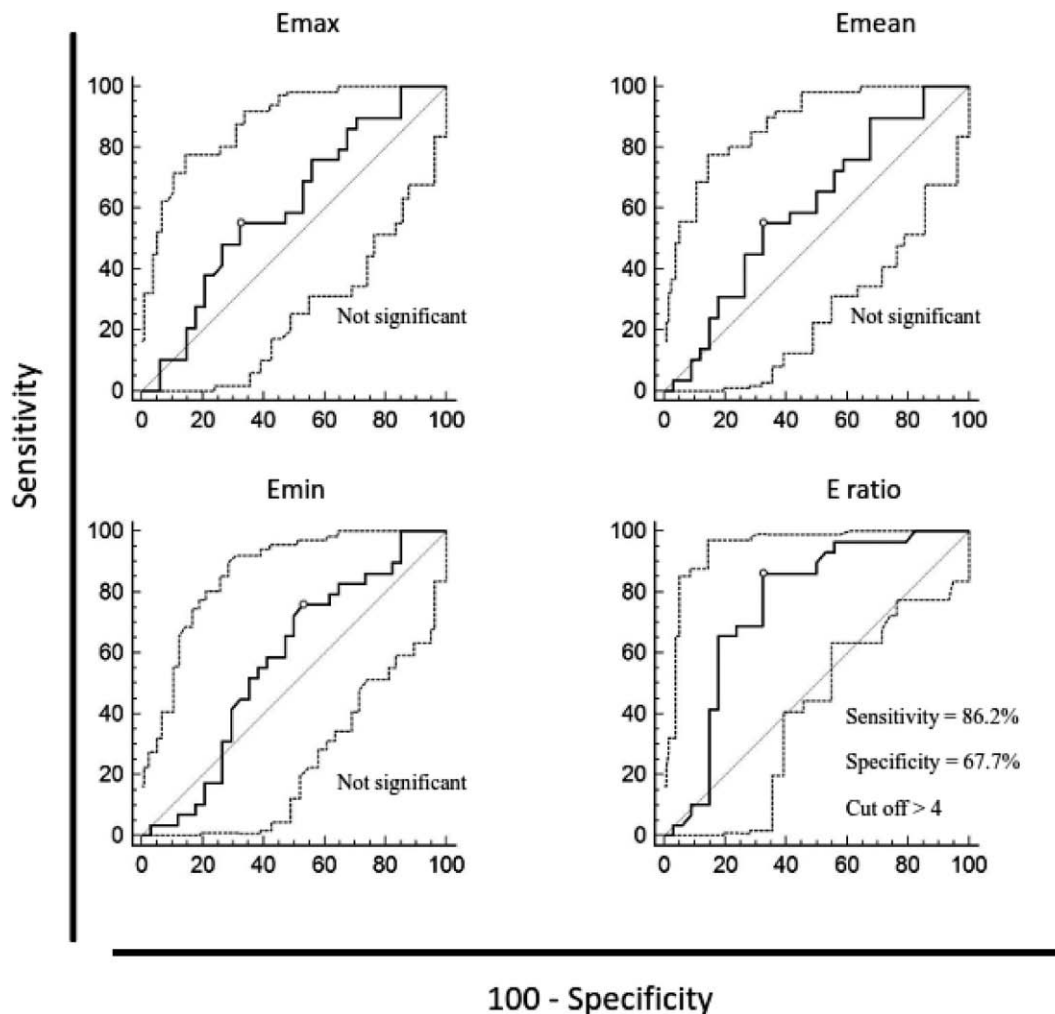 Emax
100
80
60
40
20
0
0 20 40 60 80 100
Not significant
Emean
100
80
60
40
20
0
0 20 40 60 80 100
Not significant
Sensitivity
Emin
100
80
60
40
20
0
0 20 40 60 80 100
Not significant
E ratio
100
80
60
40
20
0
0 20 40 60 80 100
Sensitivity = 86.2%
Specificity = 67.7%
Cut off > 4
100 - Specificity